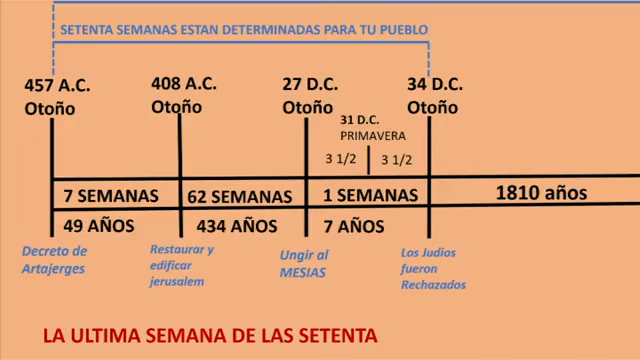 SETENTA SEMANAS ESTAN DETERMINADAS PARA TU PUEBLO
457 A.C.
Otoño
408 A.C.
Otoño
27 D.C.
Otoño
34 D.C.
Otoño
31 D.C.
PRIMAVERA
3 1/2
3 1/2
7 SEMANAS
62 SEMANAS
1 SEMANAS
1810 años
49 AÑOS
434 AÑOS
7 AÑOS
Decreto de
Artajerges
Restaurar y
edificar
jerusalem
Ungir al
MESIAS
Los Judios
fueron
Rechazados
LA ULTIMA SEMANA DE LAS SETENTA